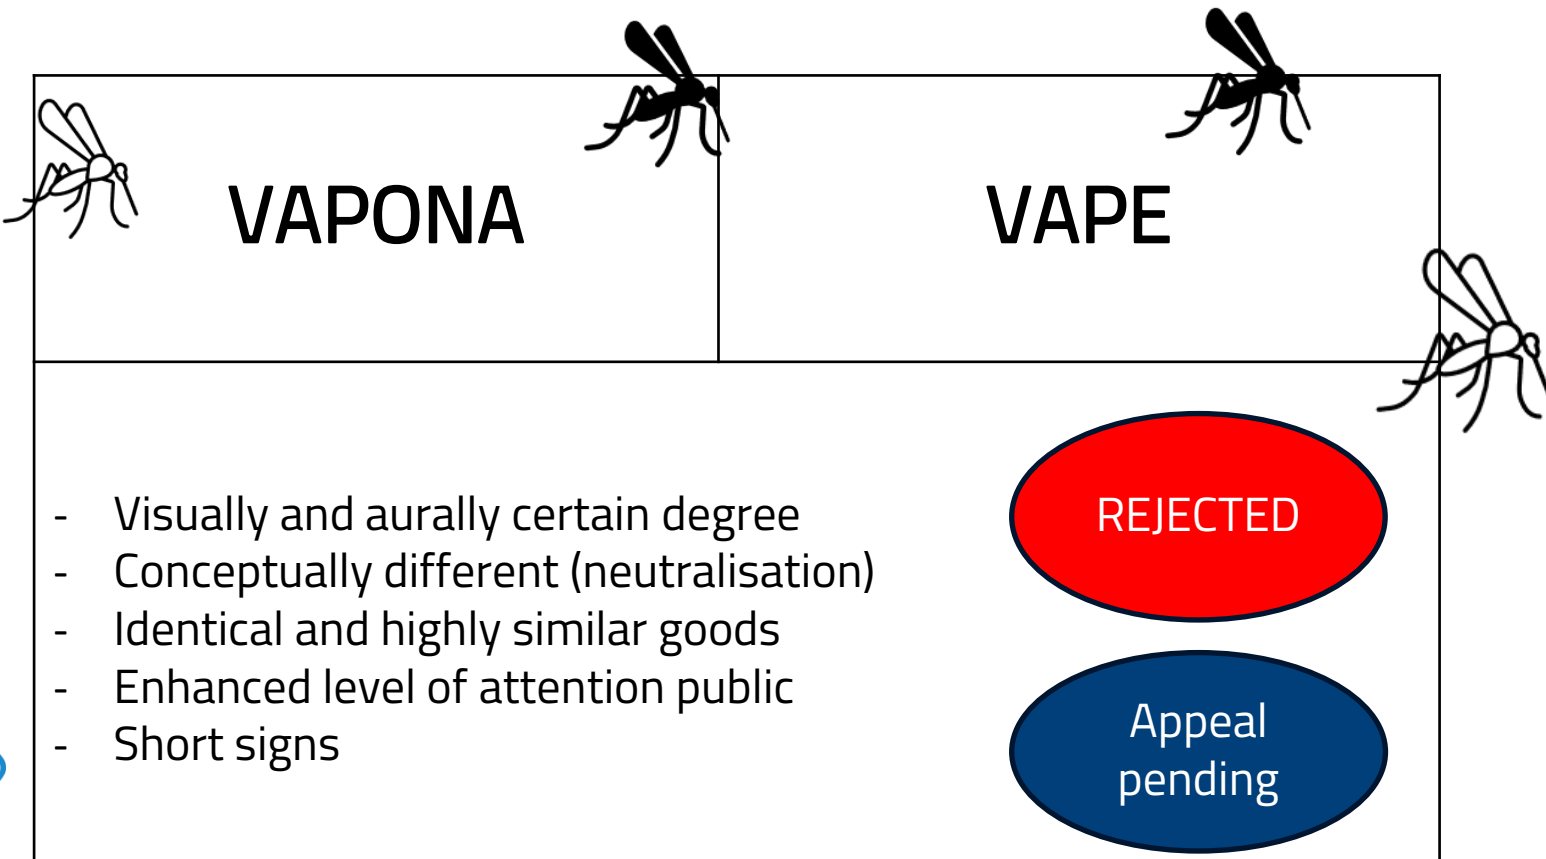 VAPONA
VAPE
- Visually and aurally certain degree
- Conceptually different (neutralisation)
- Identical and highly similar goods
- Enhanced level of attention public
- Short signs
REJECTED
Appeal
pending